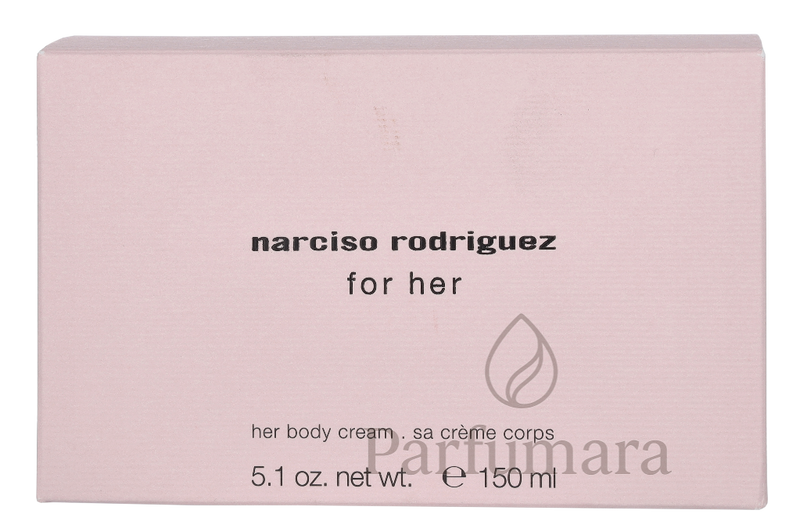 narciso rodriguez
for her
her body cream . sa crème corps
Parfumara
5.1 oz. net wt. ℮ 150 ml